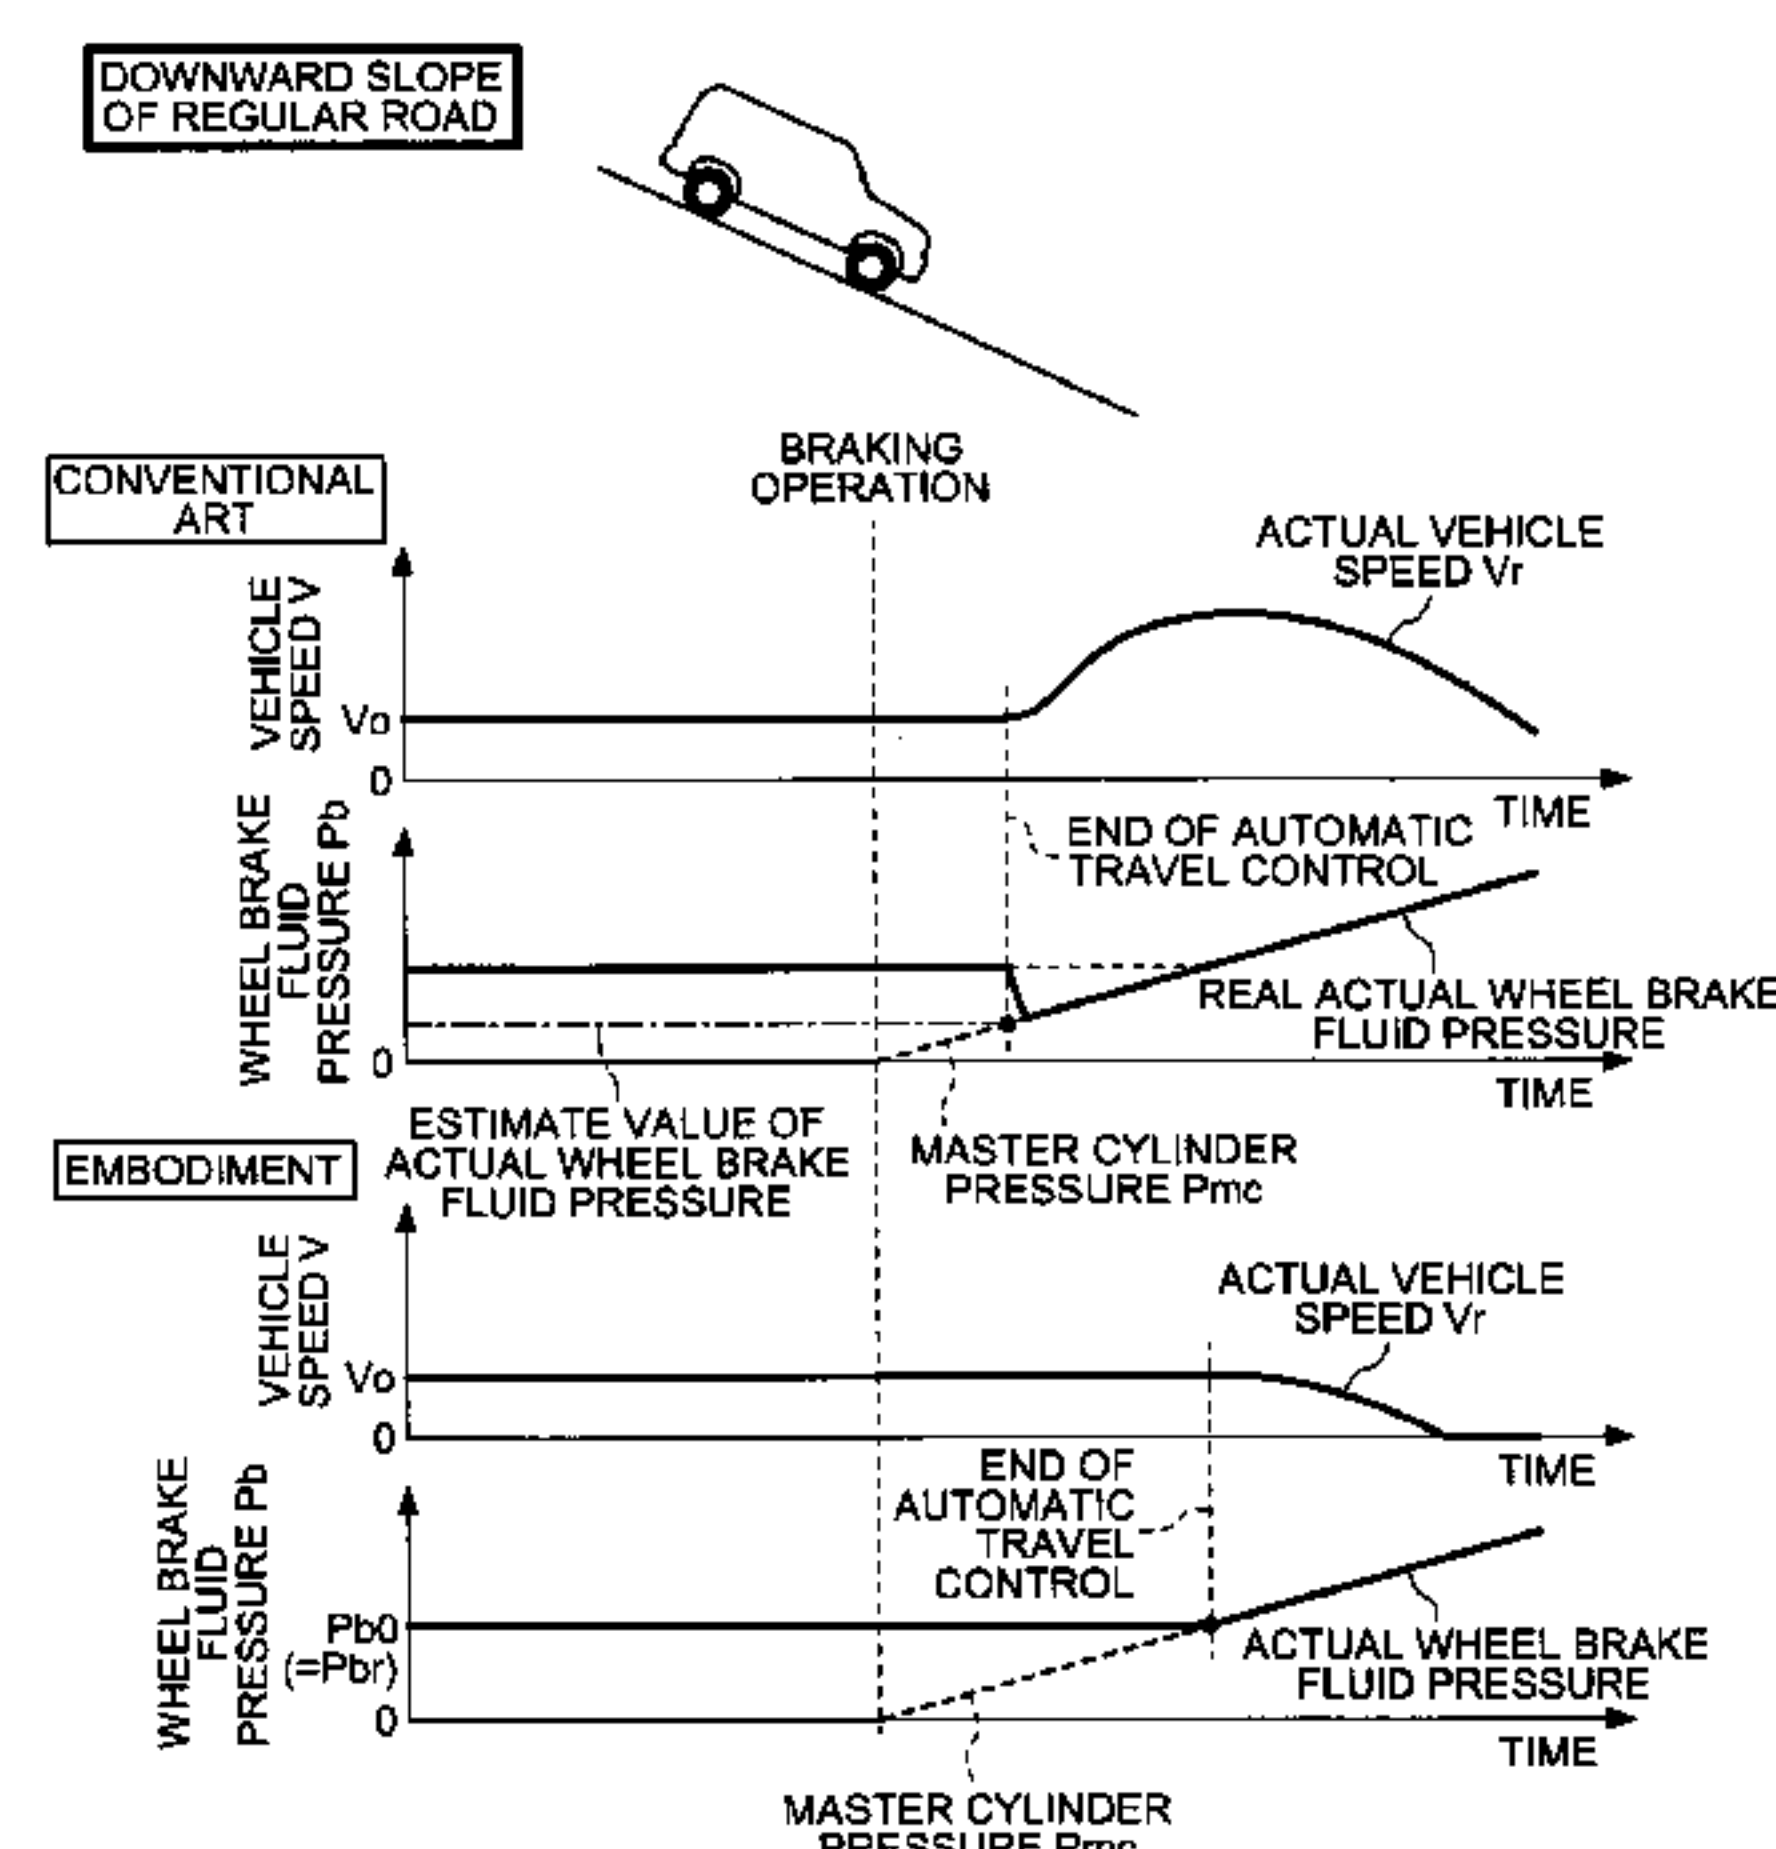 DOWNWARD SLOPE
OF REGULAR ROAD
BRAKING
OPERATION
CONVENTIONAL
ART
ACTUAL VEHICLE
SPEED Vr
VEHICLE
SPEED V
Vo
0
TIME
END OF AUTOMATIC
TRAVEL CONTROL
WHEEL BRAKE
FLUID
PRESSURE Pb
REAL ACTUAL WHEEL BRAKE
FLUID PRESSURE
0
TIME
ESTIMATE VALUE OF
ACTUAL WHEEL BRAKE
FLUID PRESSURE
MASTER CYLINDER
PRESSURE Pmc
EMBODIMENT
ACTUAL VEHICLE
SPEED Vr
VEHICLE
SPEED V
Vo
0
TIME
END OF
AUTOMATIC
TRAVEL
CONTROL
WHEEL BRAKE
FLUID
PRESSURE Pb
Pb0
(=Pbr)
ACTUAL WHEEL BRAKE
FLUID PRESSURE
0
TIME
MASTER CYLINDER
PRESSURE Pmc